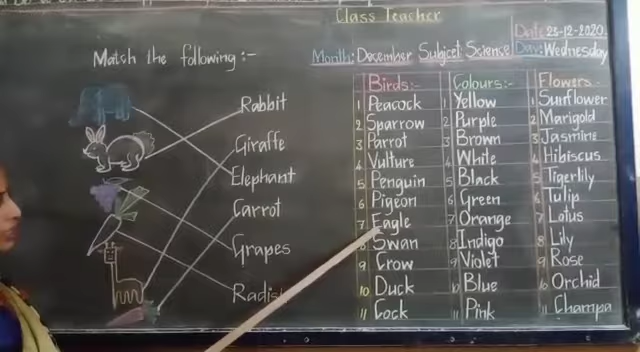 Class Teacher
Date: 23-12-2020
Match the following :-
Month: December Subject: Science Day: Wednesday
Rabbit
Giraffe
Elephant
Carrot
Grapes
Birds:-
1 Peacock
2 Sparrow
3 Parrot
4 Vulture
5 Penguin
6 Pigeon
7 Eagle
8 Swan
9 Crow
10 Duck
11 Cock
Colours:-
1 Yellow
2 Purple
3 Brown
4 White
5 Black
6 Green
7 Orange
8 Indigo
9 Violet
10 Blue
11 Pink
Flowers:-
1 Sunflower
2 Marigold
3 Jasmine
4 Hibiscus
5 Tigerlily
6 Tulip
7 Lotus
8 Lily
9 Rose
10 Orchid
11 Champa